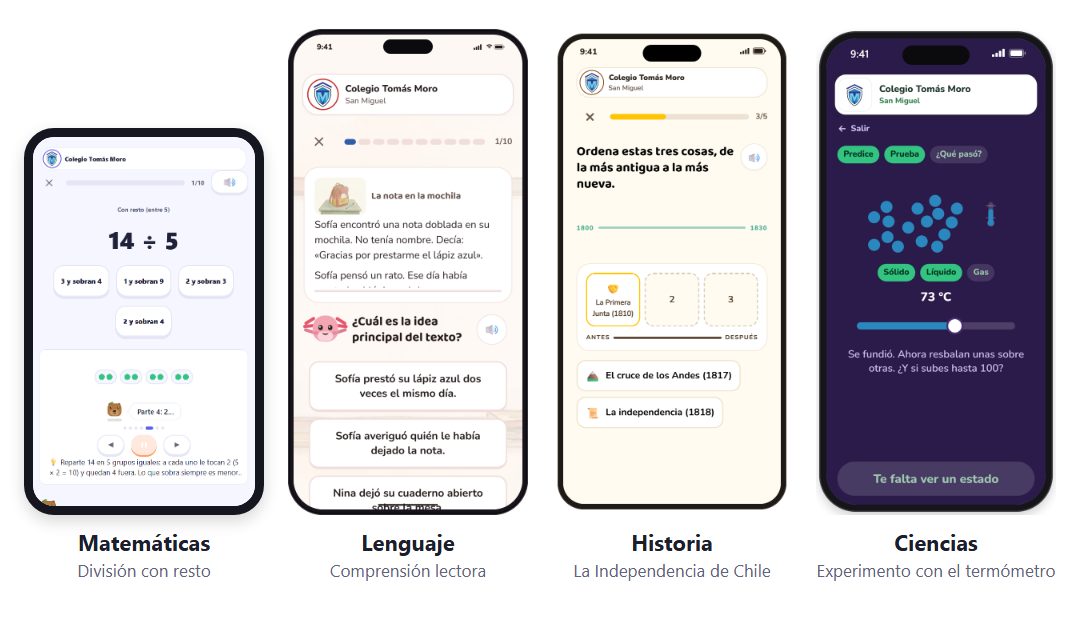 Colegio Tomás Moro
1/10
Con resto (entre 5)
14 ÷ 5
3 y sobran 4
1 y sobran 9
2 y sobran 3
2 y sobran 4
Parte 4: 2...
Reparte 14 en 5 grupos iguales: a cada uno le tocan 2 (5
× 2 = 10) y quedan 4 fuera. Lo que sobra siempre es menor...
Matemáticas
División con resto
9:41
Colegio Tomás Moro
San Miguel
1/10
La nota en la mochila
Sofía encontró una nota doblada en su
mochila. No tenía nombre. Decía:
«Gracias por prestarme el lápiz azul».
Sofía pensó un rato. Ese día había
¿Cuál es la idea
principal del texto?
Sofía prestó su lápiz azul dos
veces el mismo día.
Sofía averiguó quién le había
dejado la nota.
Nina dejó su cuaderno abierto
sobre la mesa.
Lenguaje
Comprensión lectora
9:41
Colegio Tomás Moro
San Miguel
3/5
Ordena estas tres cosas, de
la más antigua a la más
nueva.
1800
1830
La Primera
Junta (1810)
2
3
ANTES
DESPUÉS
El cruce de los Andes (1817)
La independencia (1818)
Historia
La Independencia de Chile
9:41
Colegio Tomás Moro
San Miguel
← Salir
Predice
Prueba
¿Qué pasó?
Sólido
Líquido
Gas
73 °C
Se fundió. Ahora resbalan unas sobre
otras. ¿Y si subes hasta 100?
Te falta ver un estado
Ciencias
Experimento con el termómetro